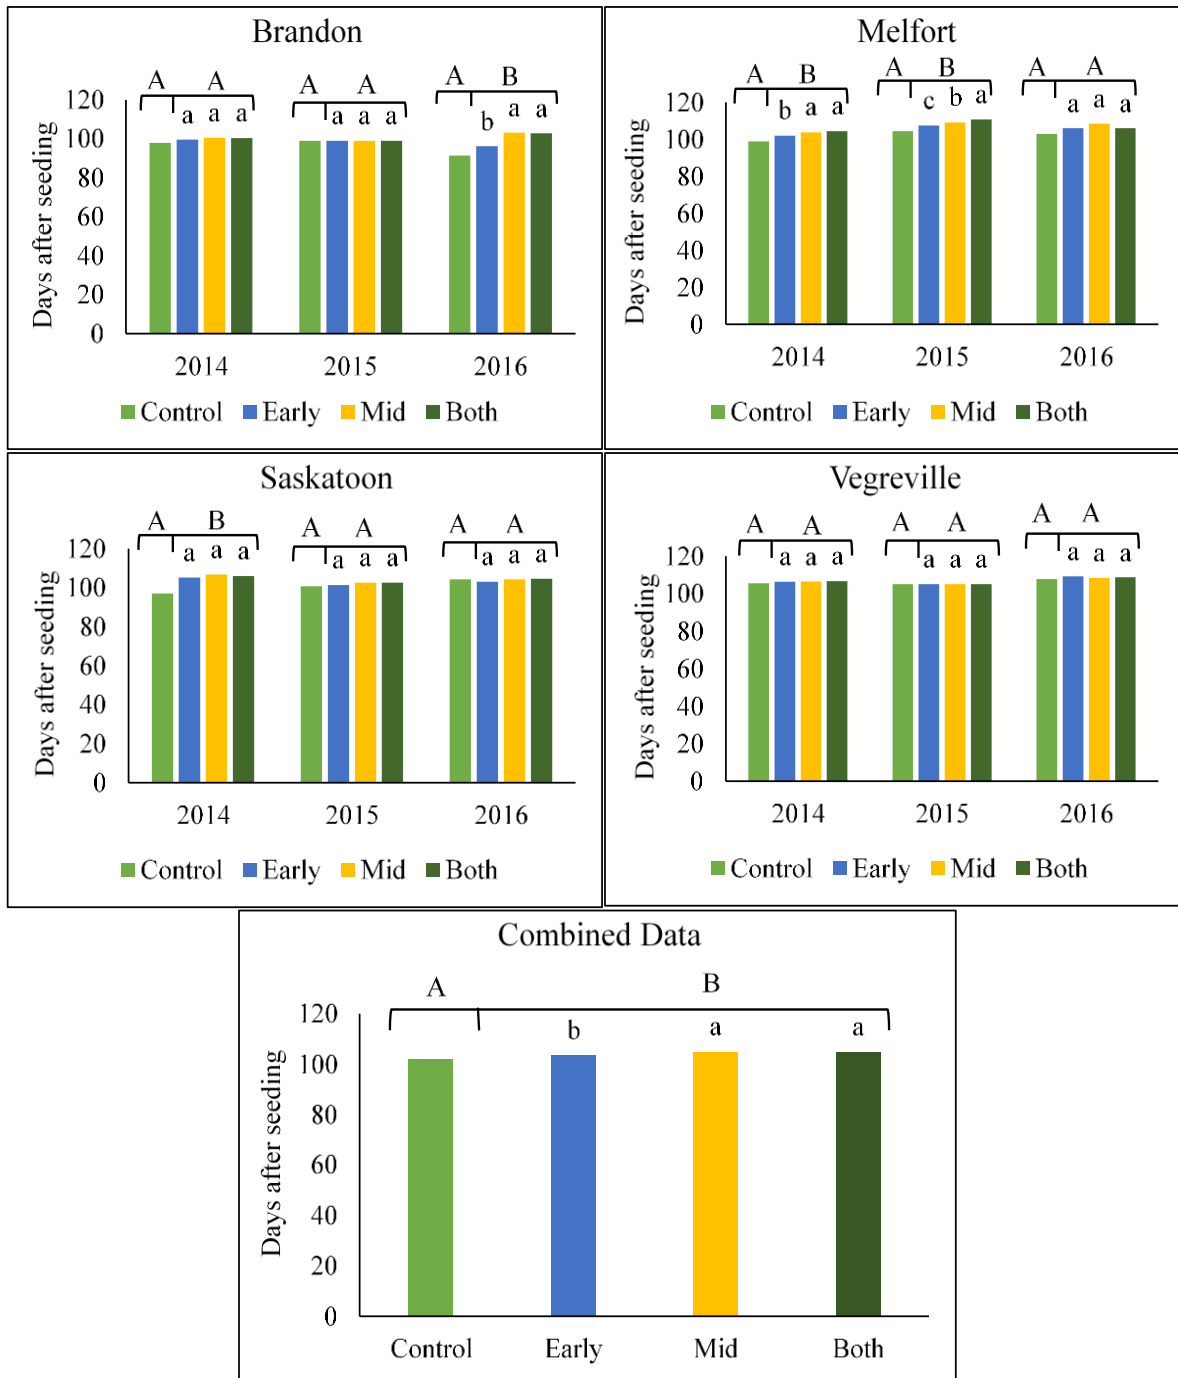 Brandon
A A A A A B
a a a a a a b a a
Days after seeding
120
100
80
60
40
20
0
2014 2015 2016
Control Early Mid Both
Melfort
A B A B A A
b a a c b a a a a
Days after seeding
120
100
80
60
40
20
0
2014 2015 2016
Control Early Mid Both
Saskatoon
A B A A A A
a a a a a a a a a
Days after seeding
120
100
80
60
40
20
0
2014 2015 2016
Control Early Mid Both
Vegreville
A A A A A A
a a a a a a a a a
Days after seeding
120
100
80
60
40
20
0
2014 2015 2016
Control Early Mid Both
Combined Data
A B
b a a
Days after seeding
120
100
80
60
40
20
0
Control Early Mid Both